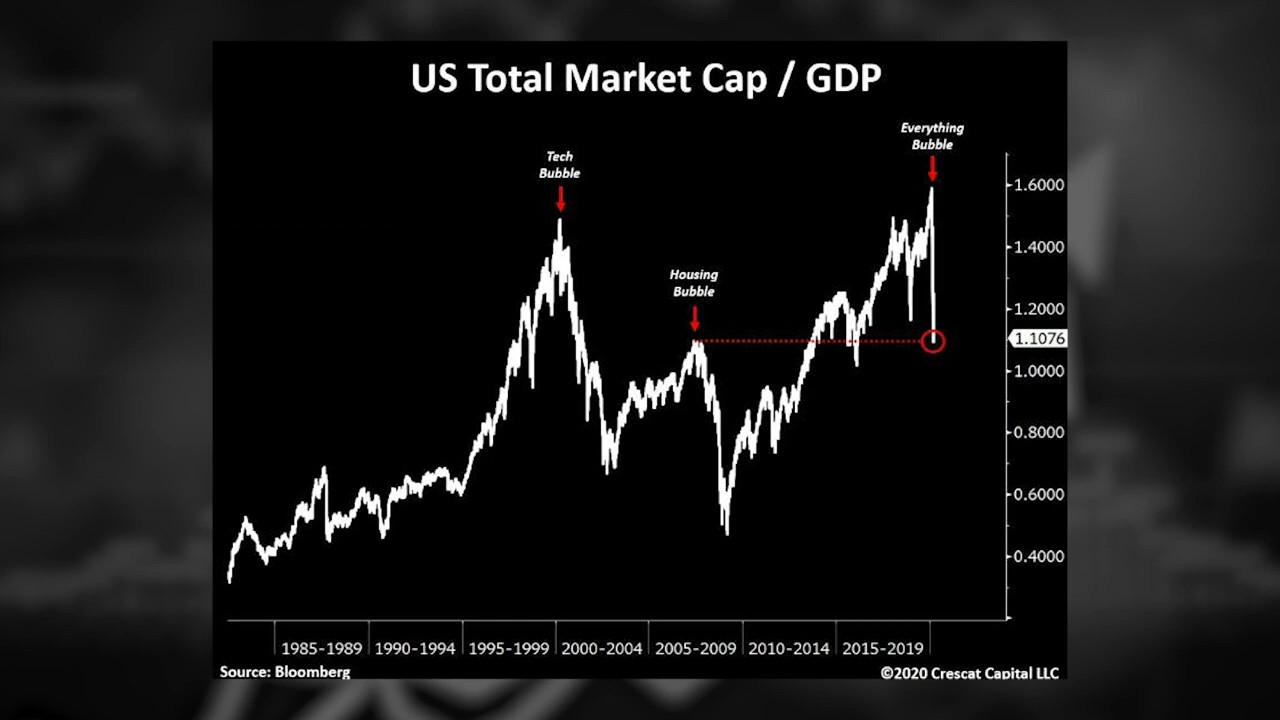 US Total Market Cap / GDP
Everything
Bubble
Tech
Bubble
Housing
Bubble
1.6000
1.4000
1.2000
1.1076
1.0000
0.8000
0.6000
0.4000
1985-1989 1990-1994 1995-1999 2000-2004 2005-2009 2010-2014 2015-2019
Source: Bloomberg ©2020 Crescat Capital LLC